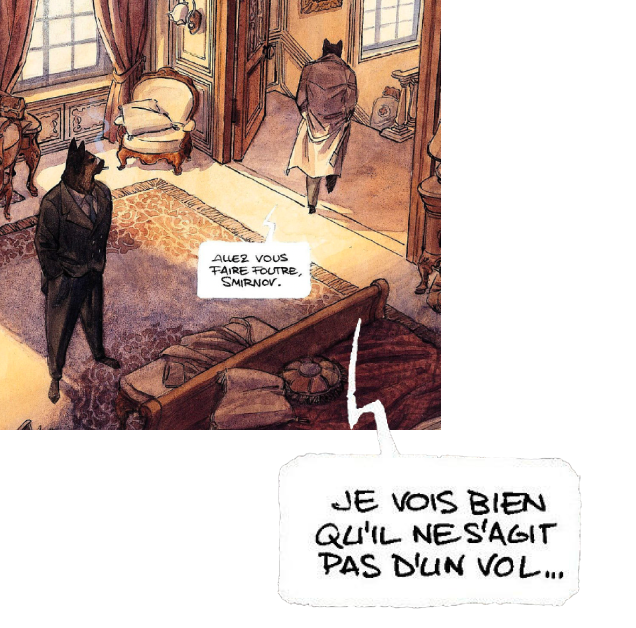 ALLEZ VOUS
FAIRE FOUTRE,
SMIRNOV.
JE VOIS BIEN
QU'IL NE S'AGIT
PAS D'UN VOL...